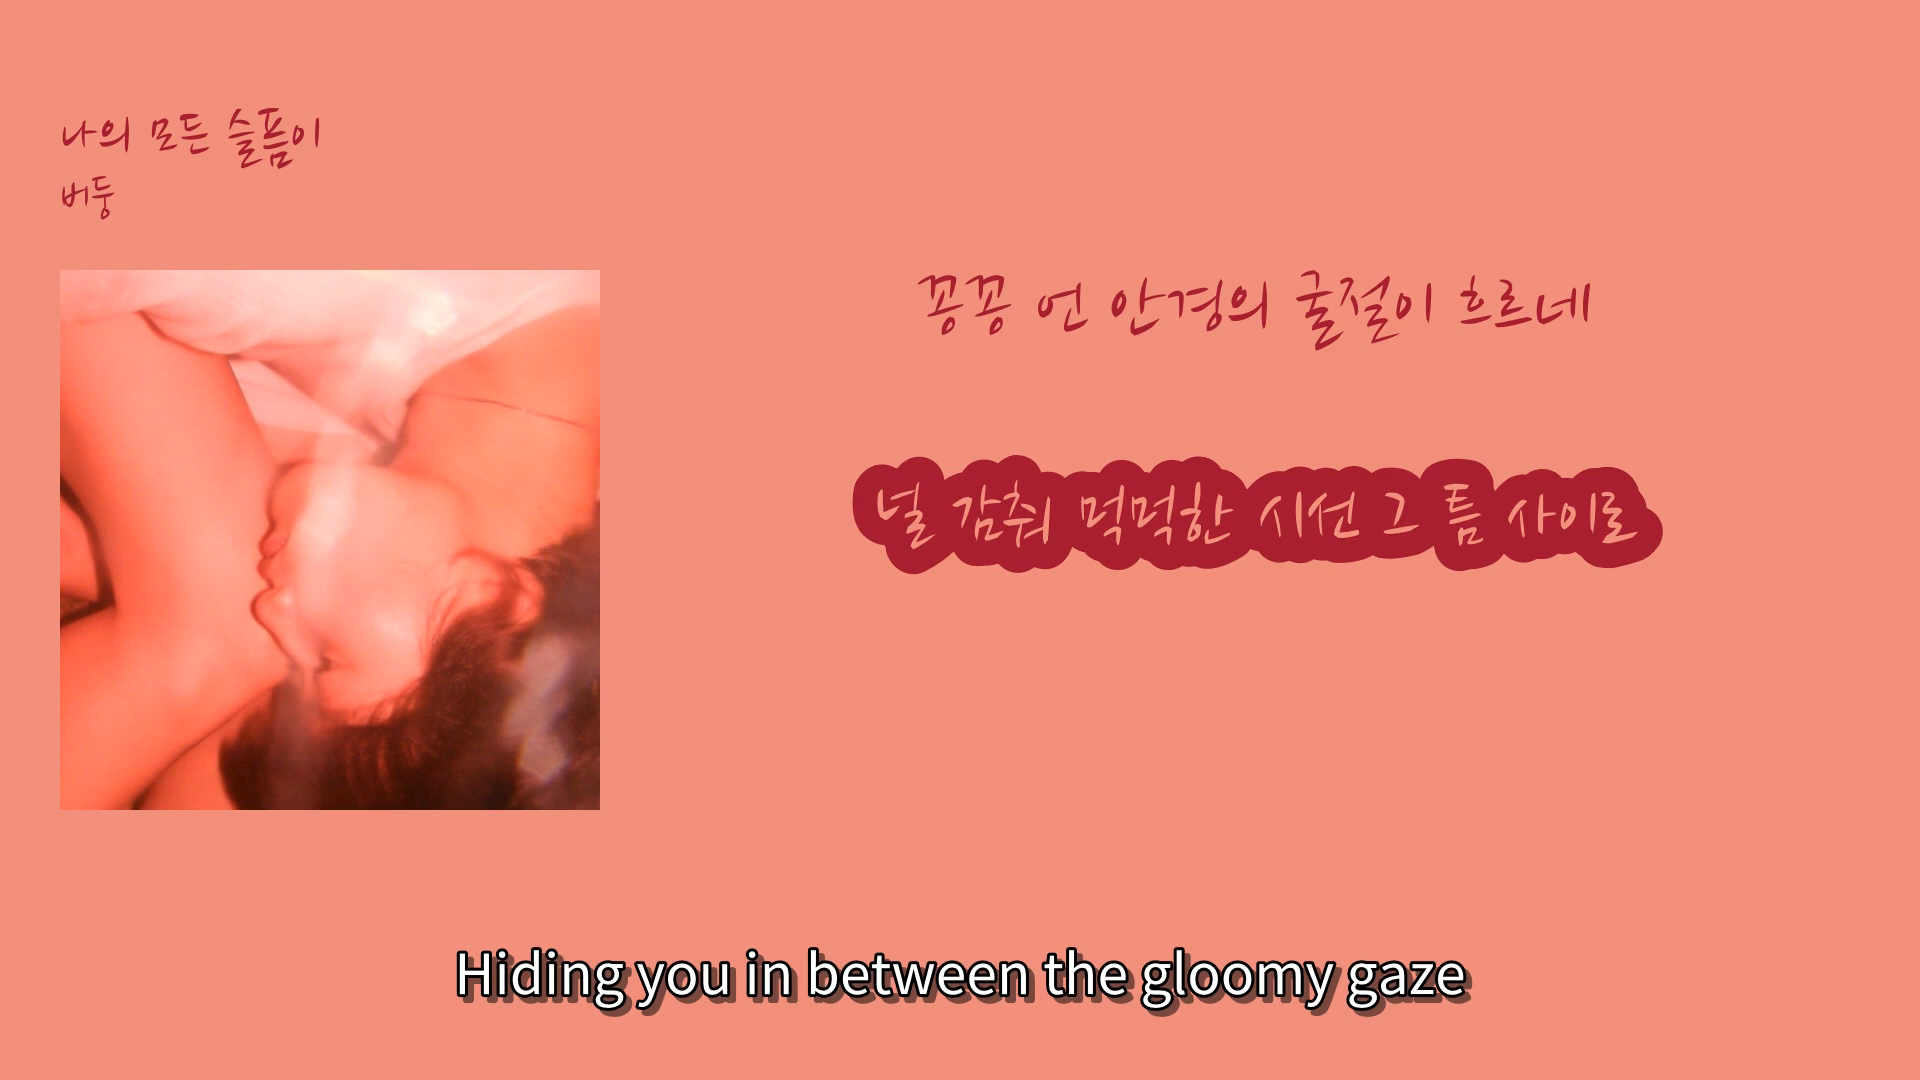 나의 모든 슬픔이
버둥
꽁꽁 언 안경의 굴절이 흐르네
널 감춰 먹먹한 시선 그 틈 사이로
Hiding you in between the gloomy gaze